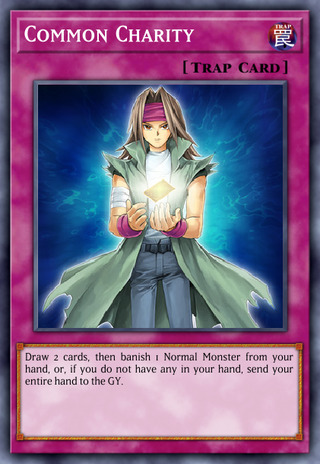 Common Charity
TRAP
罠
[Trap Card]
Draw 2 cards, then banish 1 Normal Monster from your
hand, or, if you do not have any in your hand, send your
entire hand to the GY.